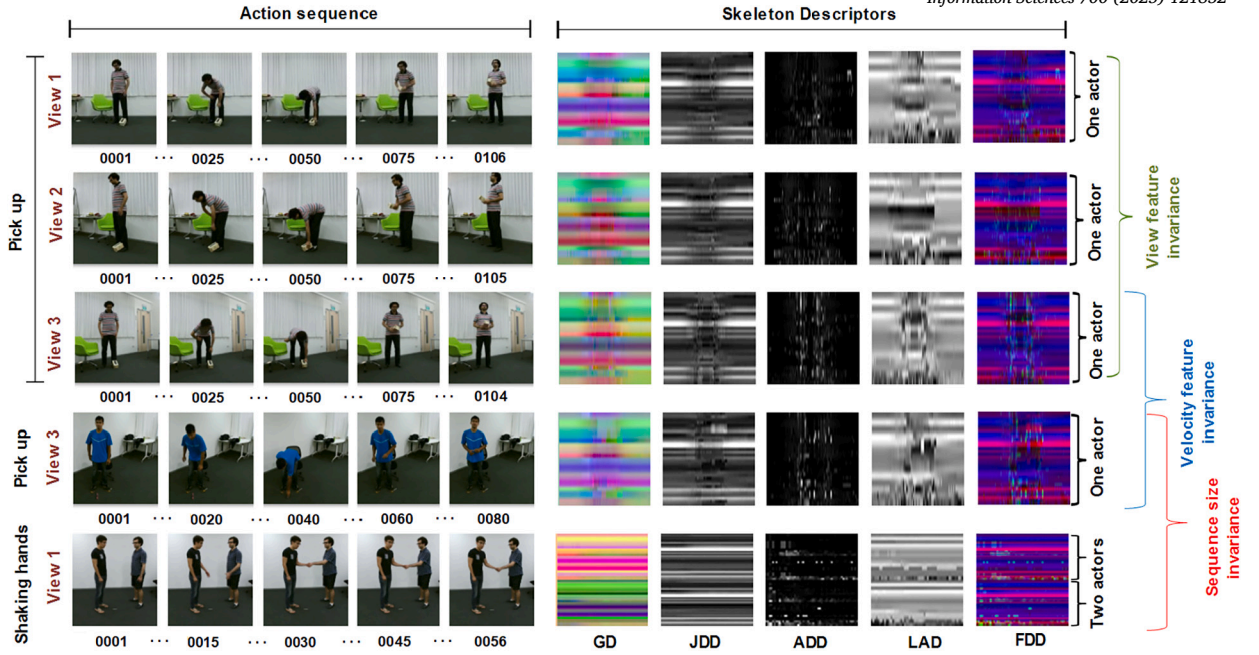 Information Sciences 700 (2025) 121832
Action sequence
Skeleton Descriptors
Pick up
View 1
0001 ... 0025 ... 0050 ... 0075 ... 0106
One actor
View 2
0001 ... 0025 ... 0050 ... 0075 ... 0105
One actor
View 3
0001 ... 0025 ... 0050 ... 0075 ... 0104
One actor
View feature
invariance
Pick up
View 3
0001 ... 0020 ... 0040 ... 0060 ... 0080
One actor
Velocity feature
invariance
Shaking hands
View 1
0001 ... 0015 ... 0030 ... 0045 ... 0056
Two actors
Sequence size
invariance
GD JDD ADD LAD FDD